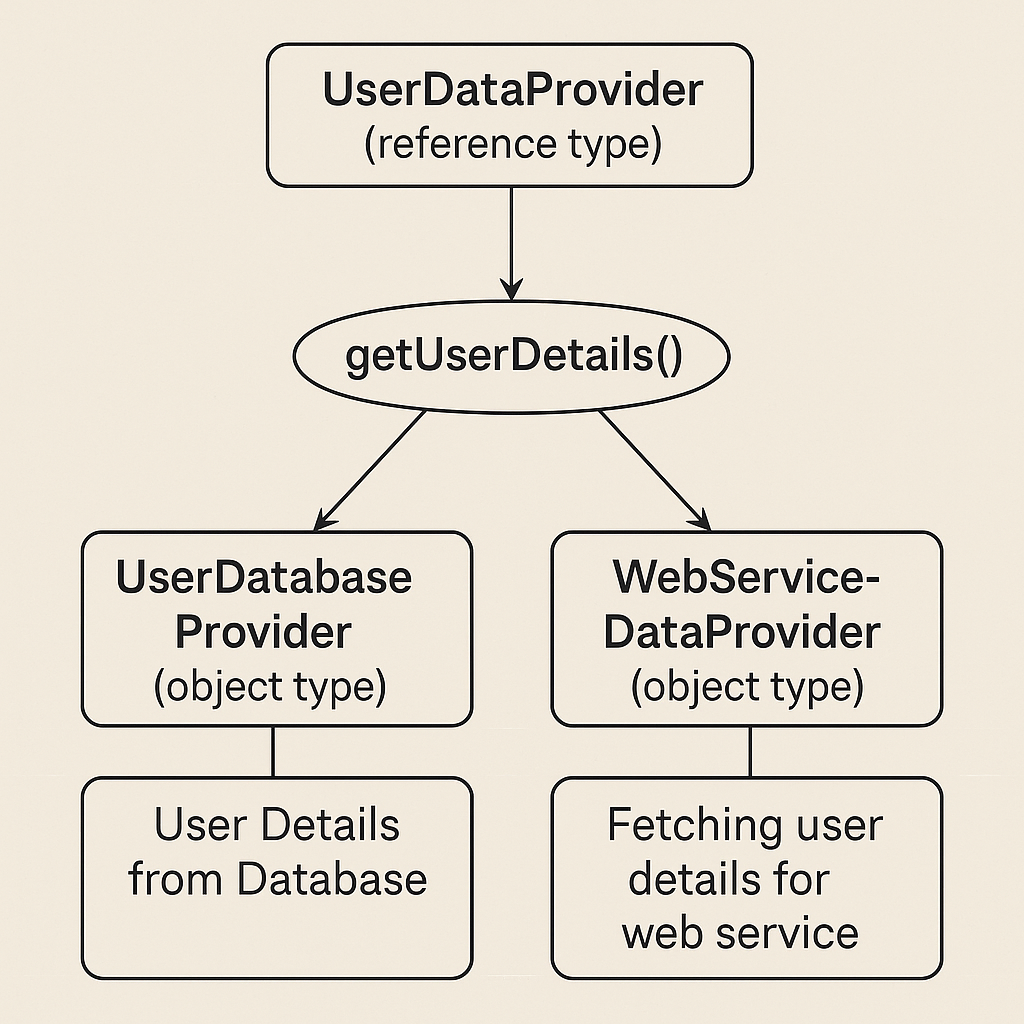 UserDataProvider
(reference type)
getUserDetails()
UserDatabase
Provider
(object type)
WebService-
DataProvider
(object type)
User Details
from Database
Fetching user
details for
web service